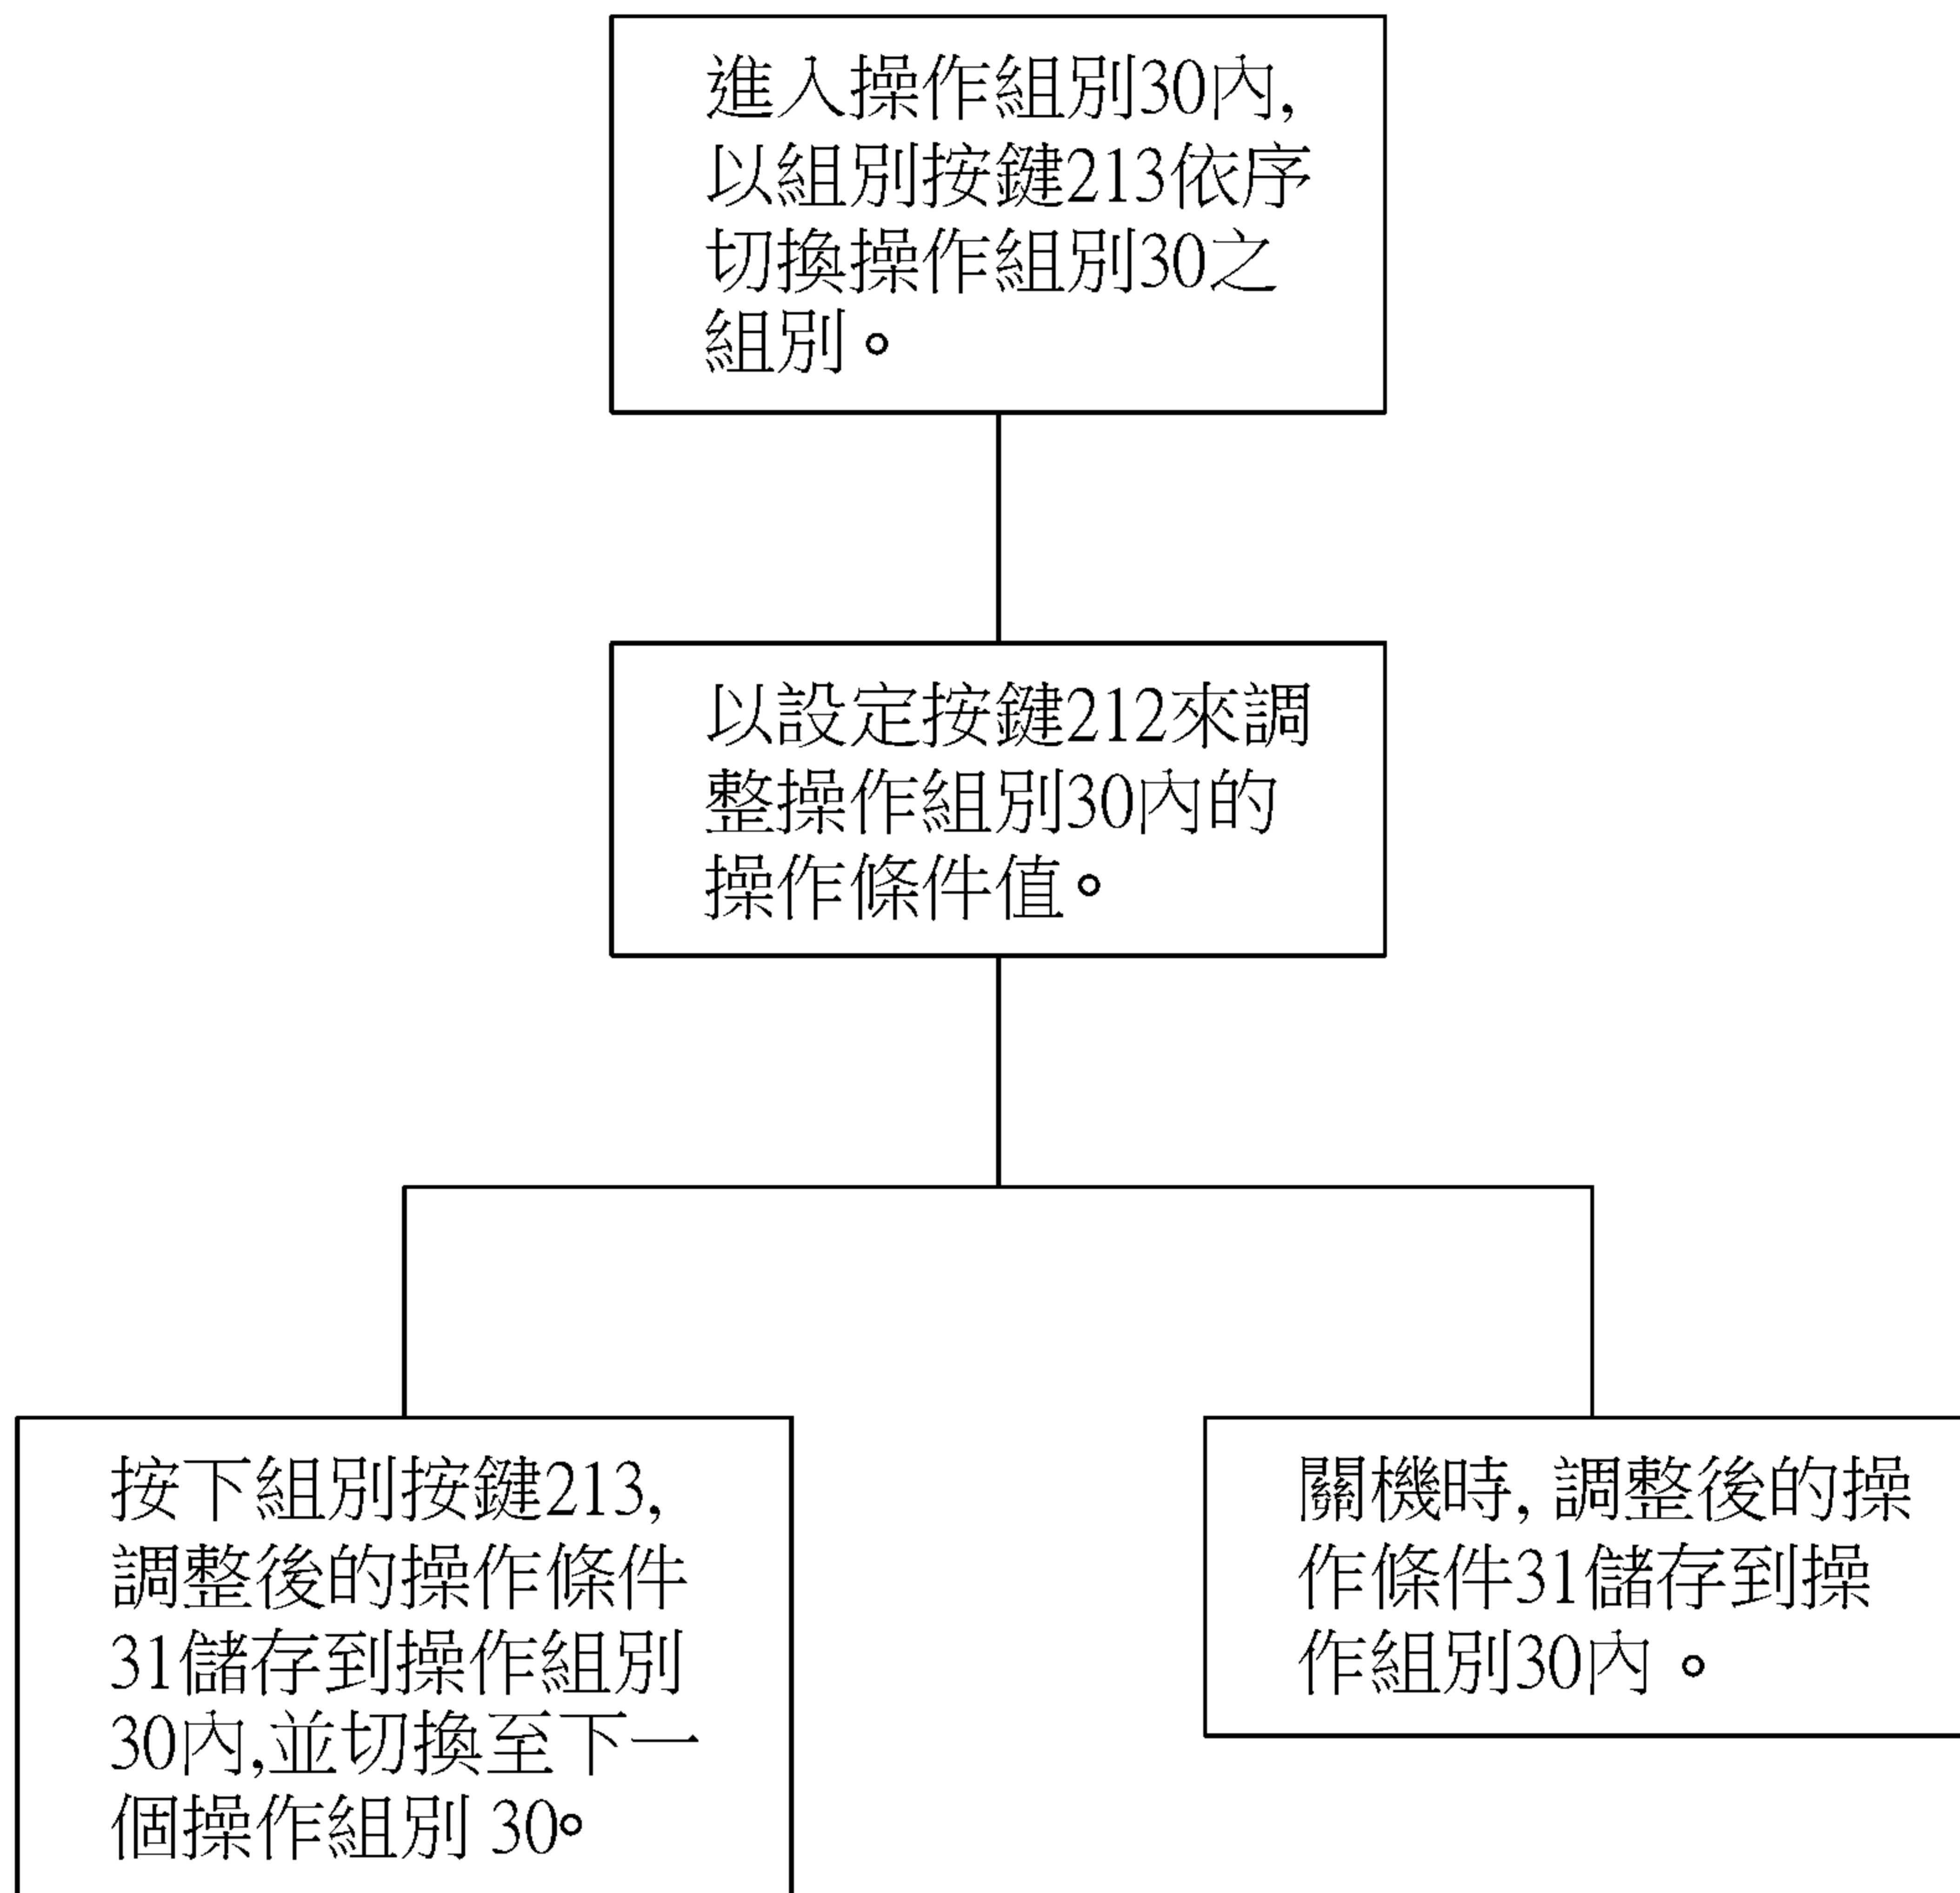 進入操作組別30內,
以組別按鍵213依序
切換操作組別30之
組別。
以設定按鍵212來調
整操作組別30內的
操作條件值。
按下組別按鍵213,
調整後的操作條件
31儲存到操作組別
30內,並切換至下一
個操作組別 30。
關機時, 調整後的操
作條件31儲存到操
作組別30內。